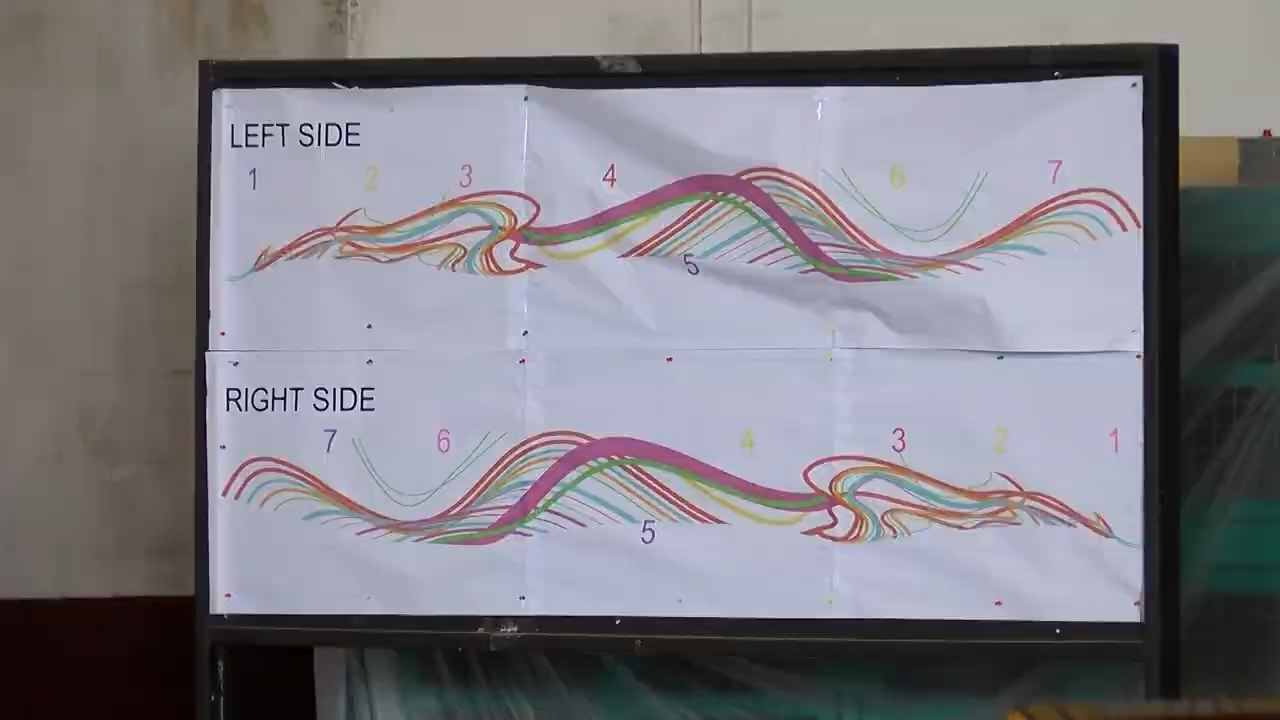 LEFT SIDE
1 2 3 4 6 7
5
RIGHT SIDE
7 6 4 3 2 1
5